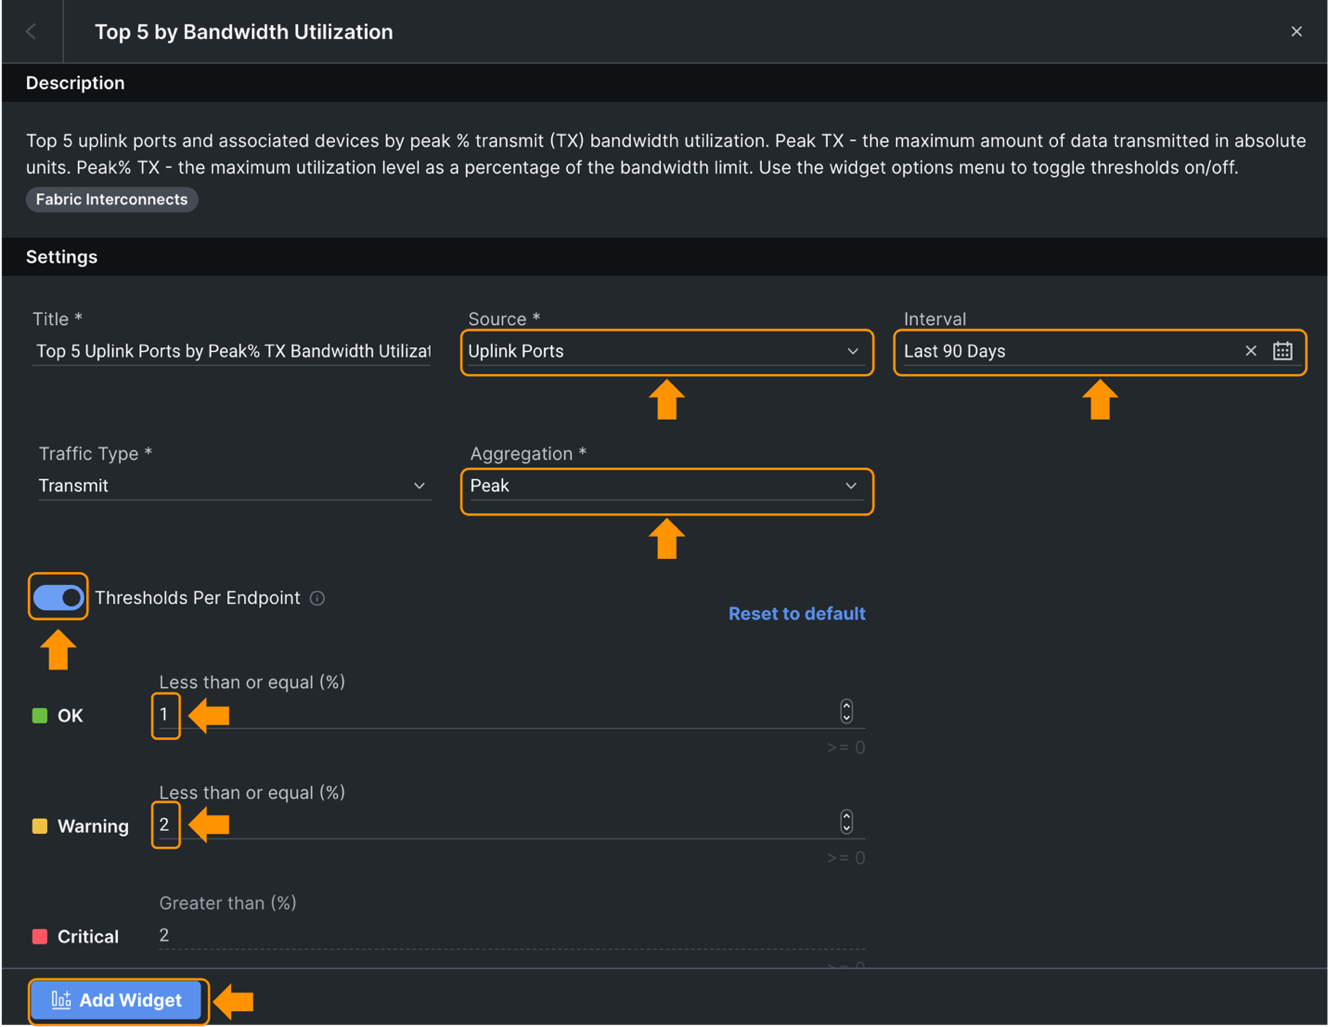 Top 5 by Bandwidth Utilization
Description
Top 5 uplink ports and associated devices by peak % transmit (TX) bandwidth utilization. Peak TX - the maximum amount of data transmitted in absolute
units. Peak% TX - the maximum utilization level as a percentage of the bandwidth limit. Use the widget options menu to toggle thresholds on/off.
Fabric Interconnects
Settings
Title *
Top 5 Uplink Ports by Peak% TX Bandwidth Utilizat
Source *
Uplink Ports
Interval
Last 90 Days
Traffic Type *
Transmit
Aggregation *
Peak
Thresholds Per Endpoint
Reset to default
Less than or equal (%)
OK
1
>= 0
Less than or equal (%)
Warning
2
>= 0
Greater than (%)
Critical
2
>= 0
Add Widget